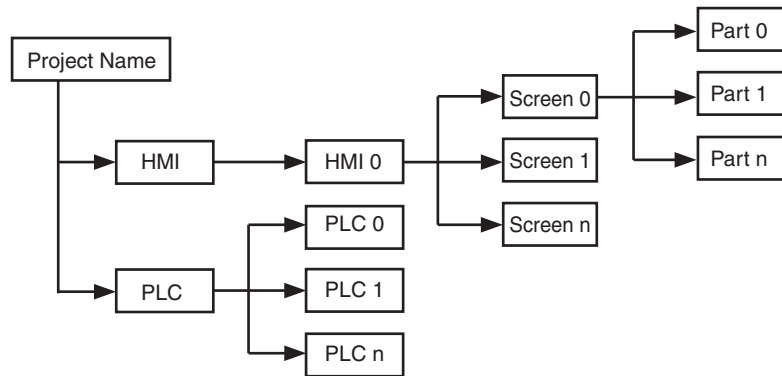 Project Name
HMI
HMI 0
Screen 0
Screen 1
Screen n
Part 0
Part 1
Part n
PLC
PLC 0
PLC 1
PLC n